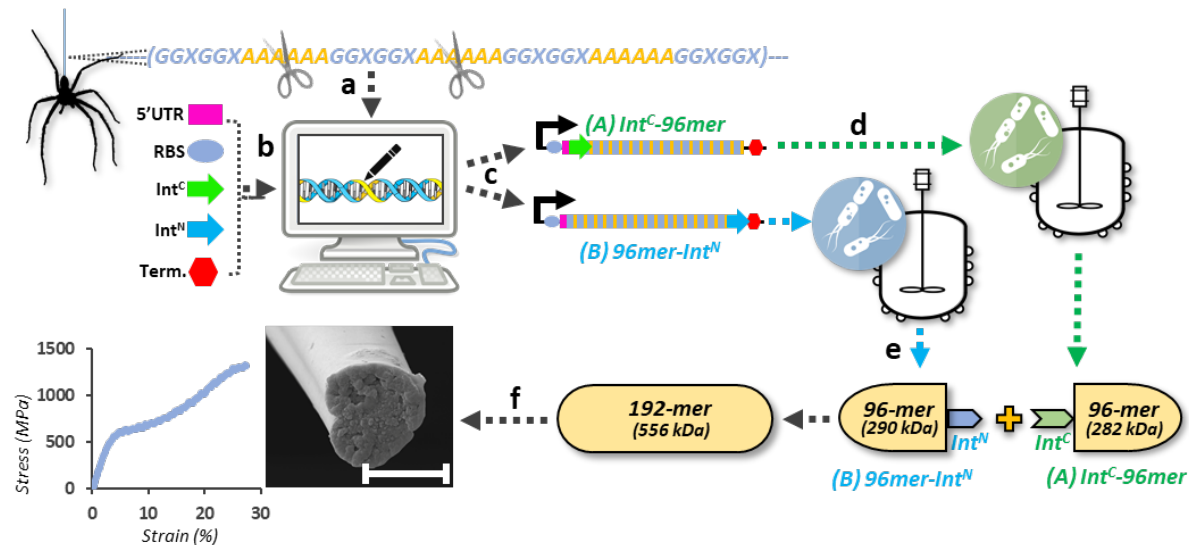 ---(GGXGGXAAAAAAGGXGGXAAAAAAGGXGGXAAAAAAGGXGGX)---
a
5'UTR
RBS
Intᶜ
Intᴺ
Term.
b
c
(A) Intᶜ-96mer
(B) 96mer-Intᴺ
d
e
96-mer
(290 kDa)
Intᴺ
(B) 96mer-Intᴺ
Intᶜ
96-mer
(282 kDa)
(A) Intᶜ-96mer
192-mer
(556 kDa)
f
Stress (MPa)
1500
1000
500
0
0 10 20 30
Strain (%)